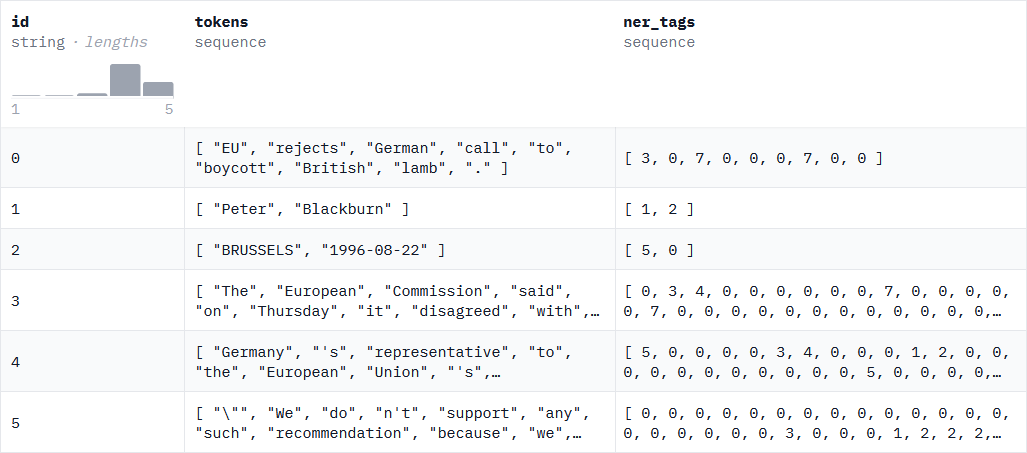 id tokens ner_tags
string · lengths sequence sequence
1 5
0 [ "EU", "rejects", "German", "call", "to", "boycott", "British", "lamb", "." ] [ 3, 0, 7, 0, 0, 0, 7, 0, 0 ]
1 [ "Peter", "Blackburn" ] [ 1, 2 ]
2 [ "BRUSSELS", "1996-08-22" ] [ 5, 0 ]
3 [ "The", "European", "Commission", "said", "on", "Thursday", "it", "disagreed", "with",… [ 0, 3, 4, 0, 0, 0, 0, 0, 0, 7, 0, 0, 0, 0, 0, 7, 0, 0, 0, 0, 0, 0, 0, 0, 0, 0, 0, 0,…
4 [ "Germany", "'s", "representative", "to", "the", "European", "Union", "'s",… [ 5, 0, 0, 0, 0, 3, 4, 0, 0, 0, 1, 2, 0, 0, 0, 0, 0, 0, 0, 0, 0, 0, 0, 5, 0, 0, 0, 0,…
5 [ "\"", "We", "do", "n't", "support", "any", "such", "recommendation", "because", "we",… [ 0, 0, 0, 0, 0, 0, 0, 0, 0, 0, 0, 0, 0, 0, 0, 0, 0, 0, 0, 0, 3, 0, 0, 0, 1, 2, 2, 2,…